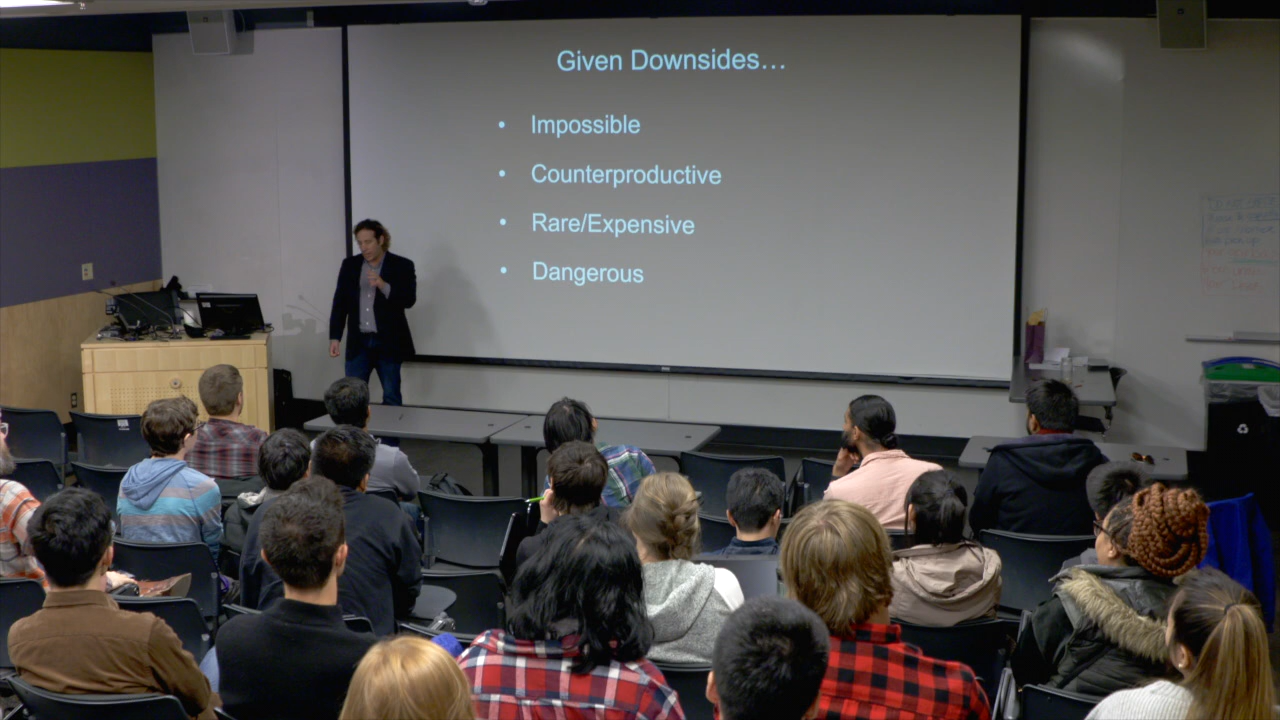 Given Downsides…
• Impossible
• Counterproductive
• Rare/Expensive
• Dangerous